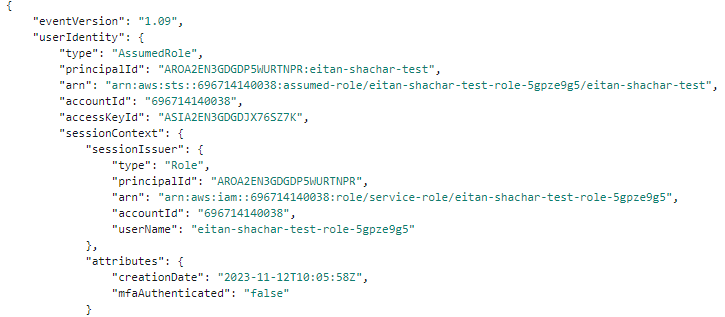 {
    "eventVersion": "1.09",
    "userIdentity": {
        "type": "AssumedRole",
        "principalId": "AROA2EN3GDGDP5WURTNPR:eitan-shachar-test",
        "arn": "arn:aws:sts::696714140038:assumed-role/eitan-shachar-test-role-5gpze9g5/eitan-shachar-test",
        "accountId": "696714140038",
        "accessKeyId": "ASIA2EN3GDGDJX76SZ7K",
        "sessionContext": {
            "sessionIssuer": {
                "type": "Role",
                "principalId": "AROA2EN3GDGDP5WURTNPR",
                "arn": "arn:aws:iam::696714140038:role/service-role/eitan-shachar-test-role-5gpze9g5",
                "accountId": "696714140038",
                "userName": "eitan-shachar-test-role-5gpze9g5"
            },
            "attributes": {
                "creationDate": "2023-11-12T10:05:58Z",
                "mfaAuthenticated": "false"
            }